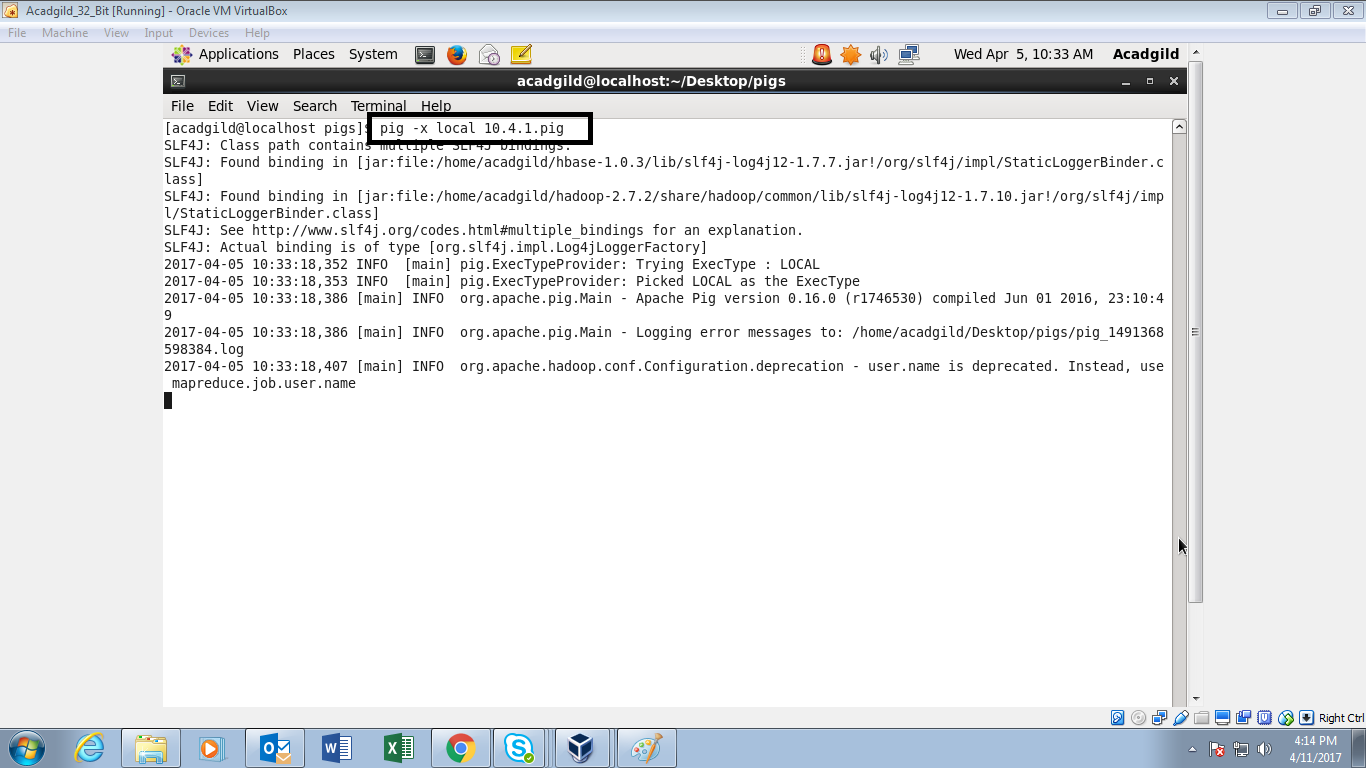 Acadgild_32_Bit [Running] - Oracle VM VirtualBox
File Machine View Input Devices Help
Applications Places System Wed Apr 5, 10:33 AM Acadgild
acadgild@localhost:~/Desktop/pigs
File Edit View Search Terminal Help
[acadgild@localhost pigs]$ pig -x local 10.4.1.pig
SLF4J: Class path contains multiple SLF4J bindings.
SLF4J: Found binding in [jar:file:/home/acadgild/hbase-1.0.3/lib/slf4j-log4j12-1.7.7.jar!/org/slf4j/impl/StaticLoggerBinder.c
lass]
SLF4J: Found binding in [jar:file:/home/acadgild/hadoop-2.7.2/share/hadoop/common/lib/slf4j-log4j12-1.7.10.jar!/org/slf4j/imp
l/StaticLoggerBinder.class]
SLF4J: See http://www.slf4j.org/codes.html#multiple_bindings for an explanation.
SLF4J: Actual binding is of type [org.slf4j.impl.Log4jLoggerFactory]
2017-04-05 10:33:18,352 INFO  [main] pig.ExecTypeProvider: Trying ExecType : LOCAL
2017-04-05 10:33:18,353 INFO  [main] pig.ExecTypeProvider: Picked LOCAL as the ExecType
2017-04-05 10:33:18,386 [main] INFO  org.apache.pig.Main - Apache Pig version 0.16.0 (r1746530) compiled Jun 01 2016, 23:10:4
9
2017-04-05 10:33:18,386 [main] INFO  org.apache.pig.Main - Logging error messages to: /home/acadgild/Desktop/pigs/pig_1491368
598384.log
2017-04-05 10:33:18,407 [main] INFO  org.apache.hadoop.conf.Configuration.deprecation - user.name is deprecated. Instead, use
 mapreduce.job.user.name
Right Ctrl
4:14 PM
4/11/2017